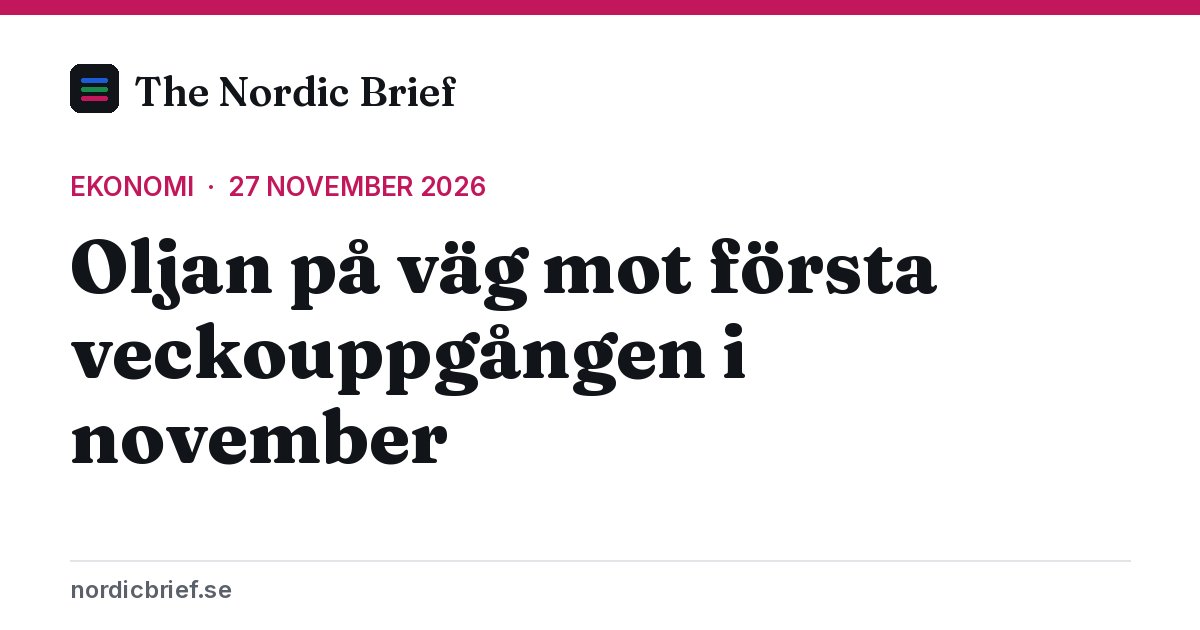 The Nordic Brief
EKONOMI · 27 NOVEMBER 2026
Oljan på väg mot första
veckouppgången i
november
nordicbrief.se